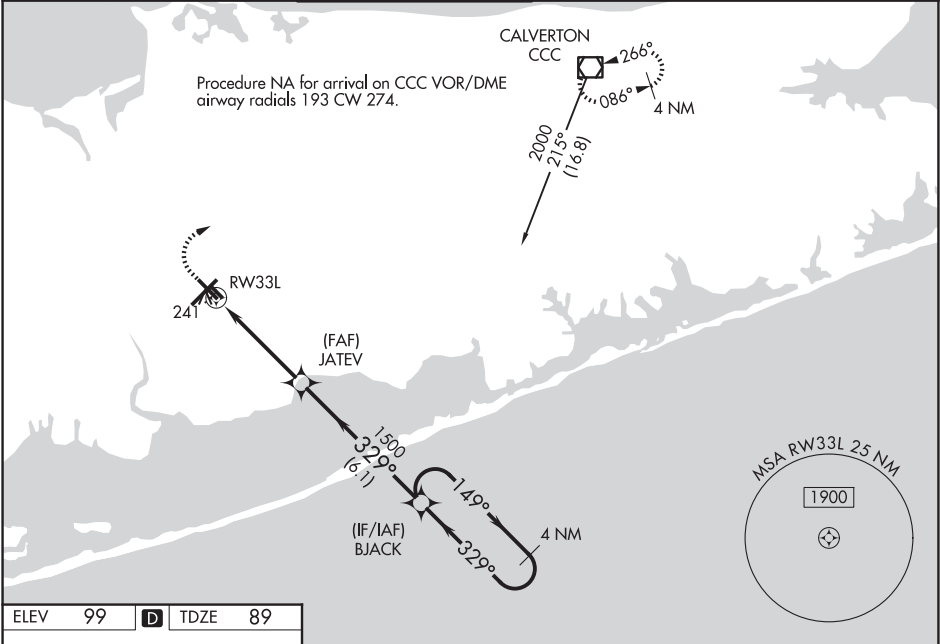 CALVERTON
CCC
266°
086°
4 NM
Procedure NA for arrival on CCC VOR/DME
airway radials 193 CW 274.
2000
215°
(16.8)
RW33L
241
(FAF)
JATEV
1500
329°
(6.1)
149°
4 NM
329°
(IF/IAF)
BJACK
MSA RW33L 25 NM
1900
ELEV 99 D TDZE 89